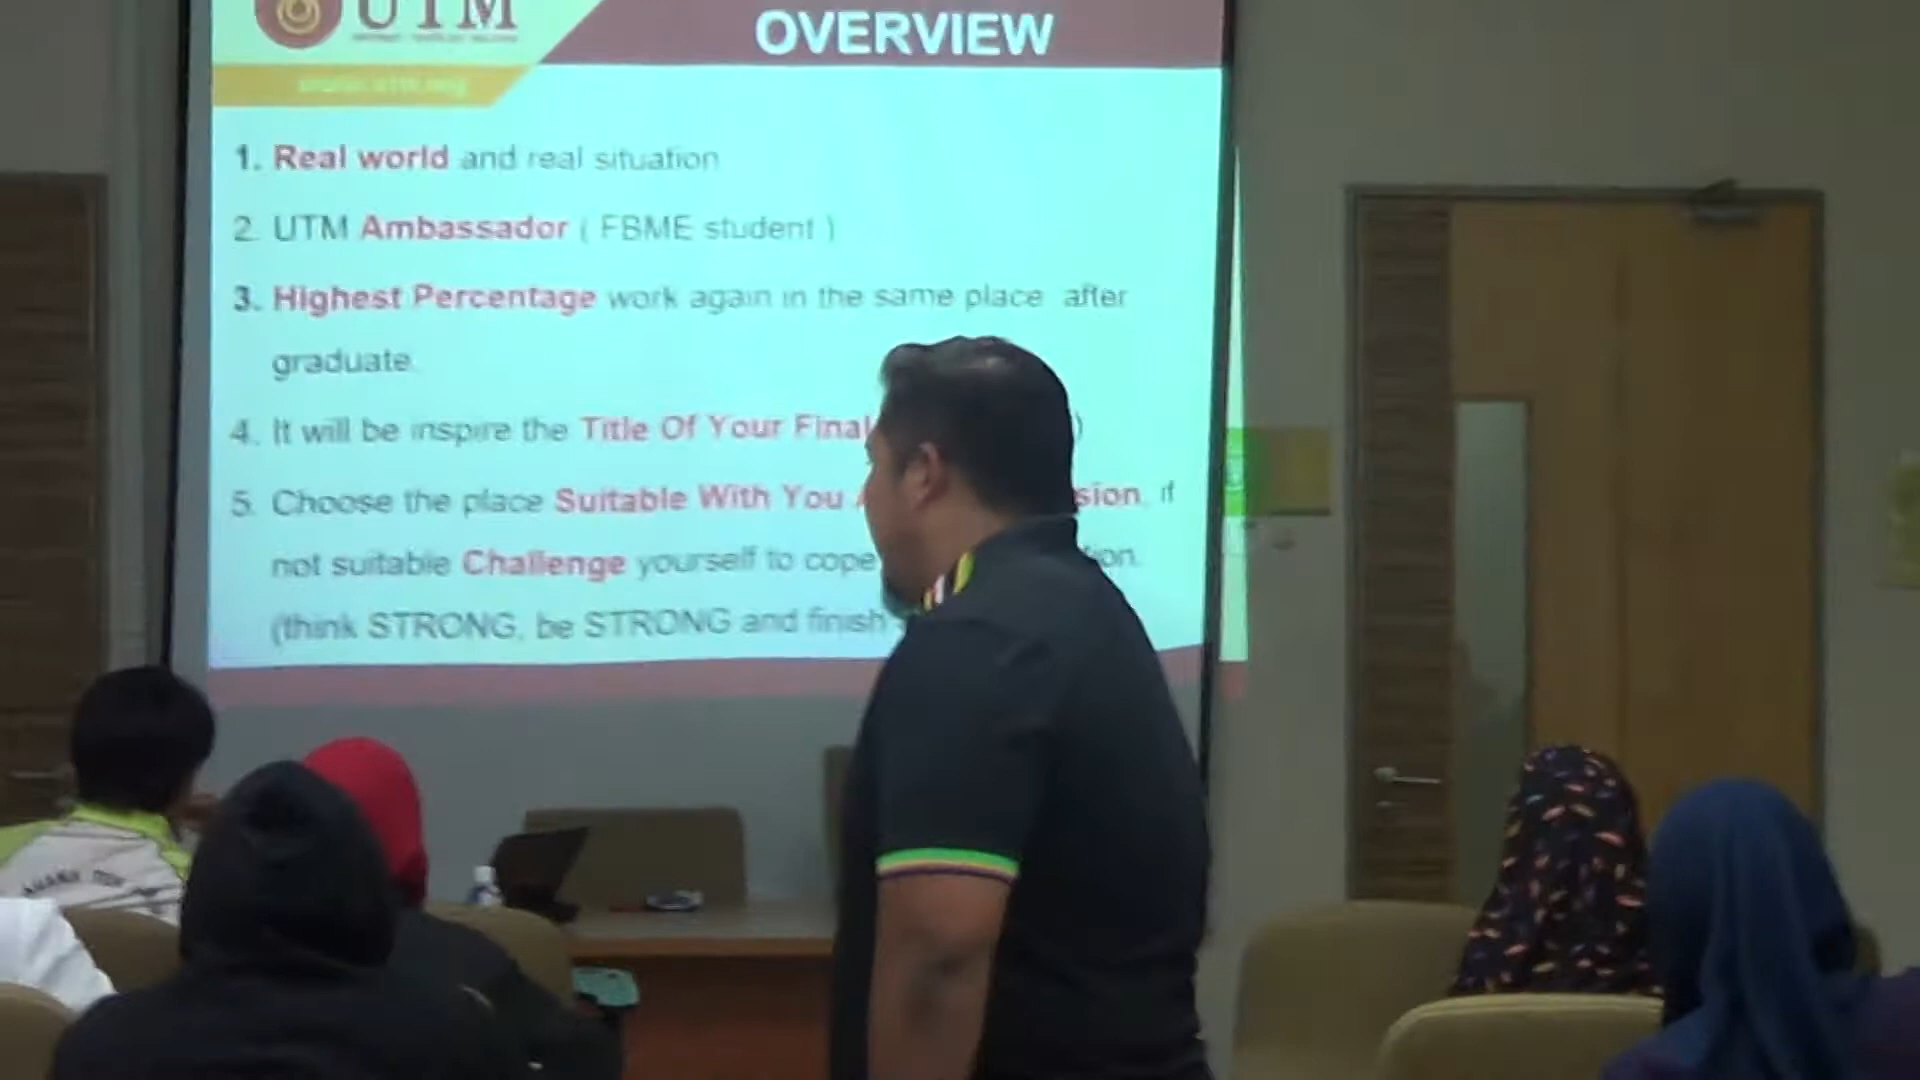 UTM
OVERVIEW
1. Real world and real situation
2. UTM Ambassador ( FBME student )
3. Highest Percentage work again in the same place after
graduate.
4. It will be inspire the Title Of Your Final )
5. Choose the place Suitable With You if
not suitable Challenge yourself to cope
(think STRONG, be STRONG and finish